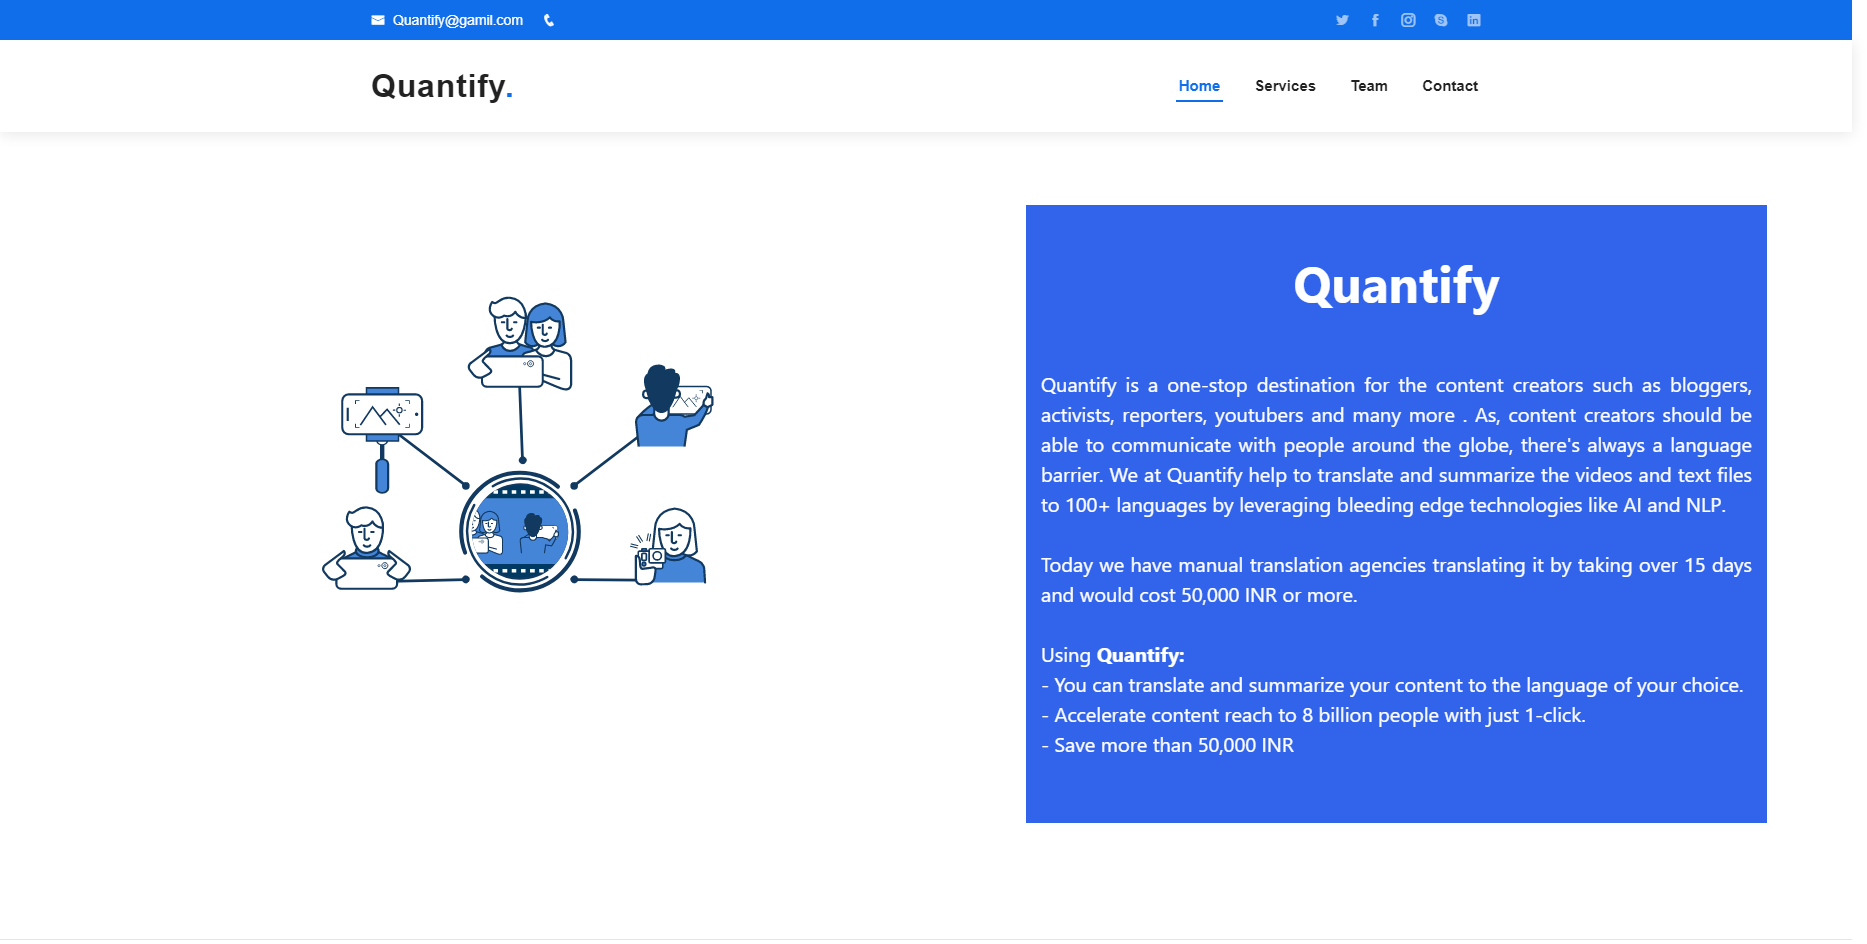 Quantify@gamil.com
Quantify.
Home Services Team Contact
Quantify
Quantify is a one-stop destination for the content creators such as bloggers,
activists, reporters, youtubers and many more . As, content creators should be
able to communicate with people around the globe, there's always a language
barrier. We at Quantify help to translate and summarize the videos and text files
to 100+ languages by leveraging bleeding edge technologies like AI and NLP.
Today we have manual translation agencies translating it by taking over 15 days
and would cost 50,000 INR or more.
Using Quantify:
- You can translate and summarize your content to the language of your choice.
- Accelerate content reach to 8 billion people with just 1-click.
- Save more than 50,000 INR